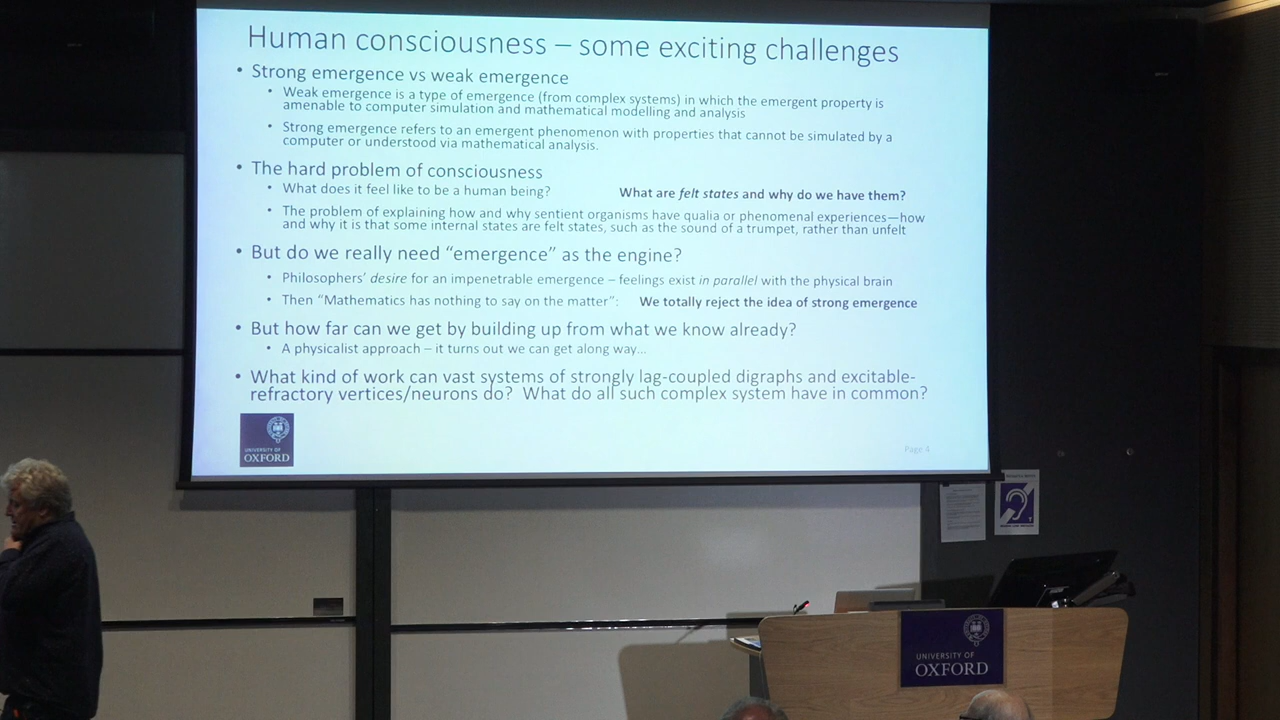 Human consciousness – some exciting challenges
• Strong emergence vs weak emergence
• Weak emergence is a type of emergence (from complex systems) in which the emergent property is
amenable to computer simulation and mathematical modelling and analysis
• Strong emergence refers to an emergent phenomenon with properties that cannot be simulated by a
computer or understood via mathematical analysis.
• The hard problem of consciousness
• What does it feel like to be a human being? What are felt states and why do we have them?
• The problem of explaining how and why sentient organisms have qualia or phenomenal experiences—how
and why it is that some internal states are felt states, such as the sound of a trumpet, rather than unfelt
• But do we really need “emergence” as the engine?
• Philosophers’ desire for an impenetrable emergence – feelings exist in parallel with the physical brain
• Then “Mathematics has nothing to say on the matter”: We totally reject the idea of strong emergence
• But how far can we get by building up from what we know already?
• A physicalist approach – it turns out we can get along way...
• What kind of work can vast systems of strongly lag-coupled digraphs and excitable-
refractory vertices/neurons do? What do all such complex system have in common?
UNIVERSITY OF
OXFORD
Page 4
UNIVERSITY OF
OXFORD